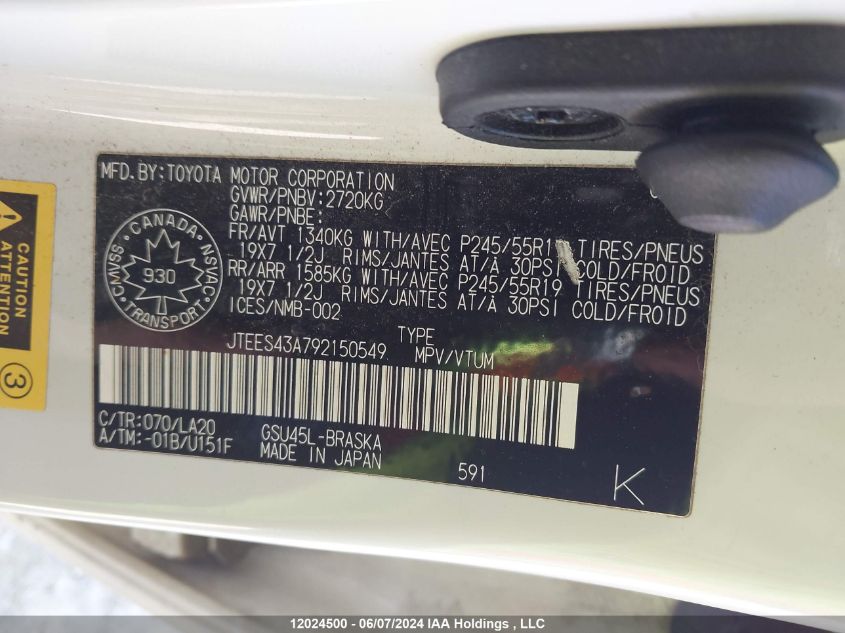 MFD.BY:TOYOTA MOTOR CORPORATION
GVWR/PNBV:2720KG
GAWR/PNBE:
FR/AVT 1340KG WITH/AVEC P245/55R1 TIRES/PNEUS
19X7 1/2J RIMS/JANTES AT/À 30PSI COLD/FROID
RR/ARR 1585KG WITH/AVEC P245/55R19 TIRES/PNEUS
19X7 1/2J RIMS/JANTES AT/À 30PSI COLD/FROID
ICES/NMB-002
CANADA
CMVSS NSVAC
930
TRANSPORT
TYPE
JTEES43A792150549 MPV/VTUM
C/TR:070/LA20 GSU45L-BRASKA
A/TM:-01B/U151F MADE IN JAPAN
591
K
CAUTION
ATTENTION
3
12024500 - 06/07/2024 IAA Holdings , LLC